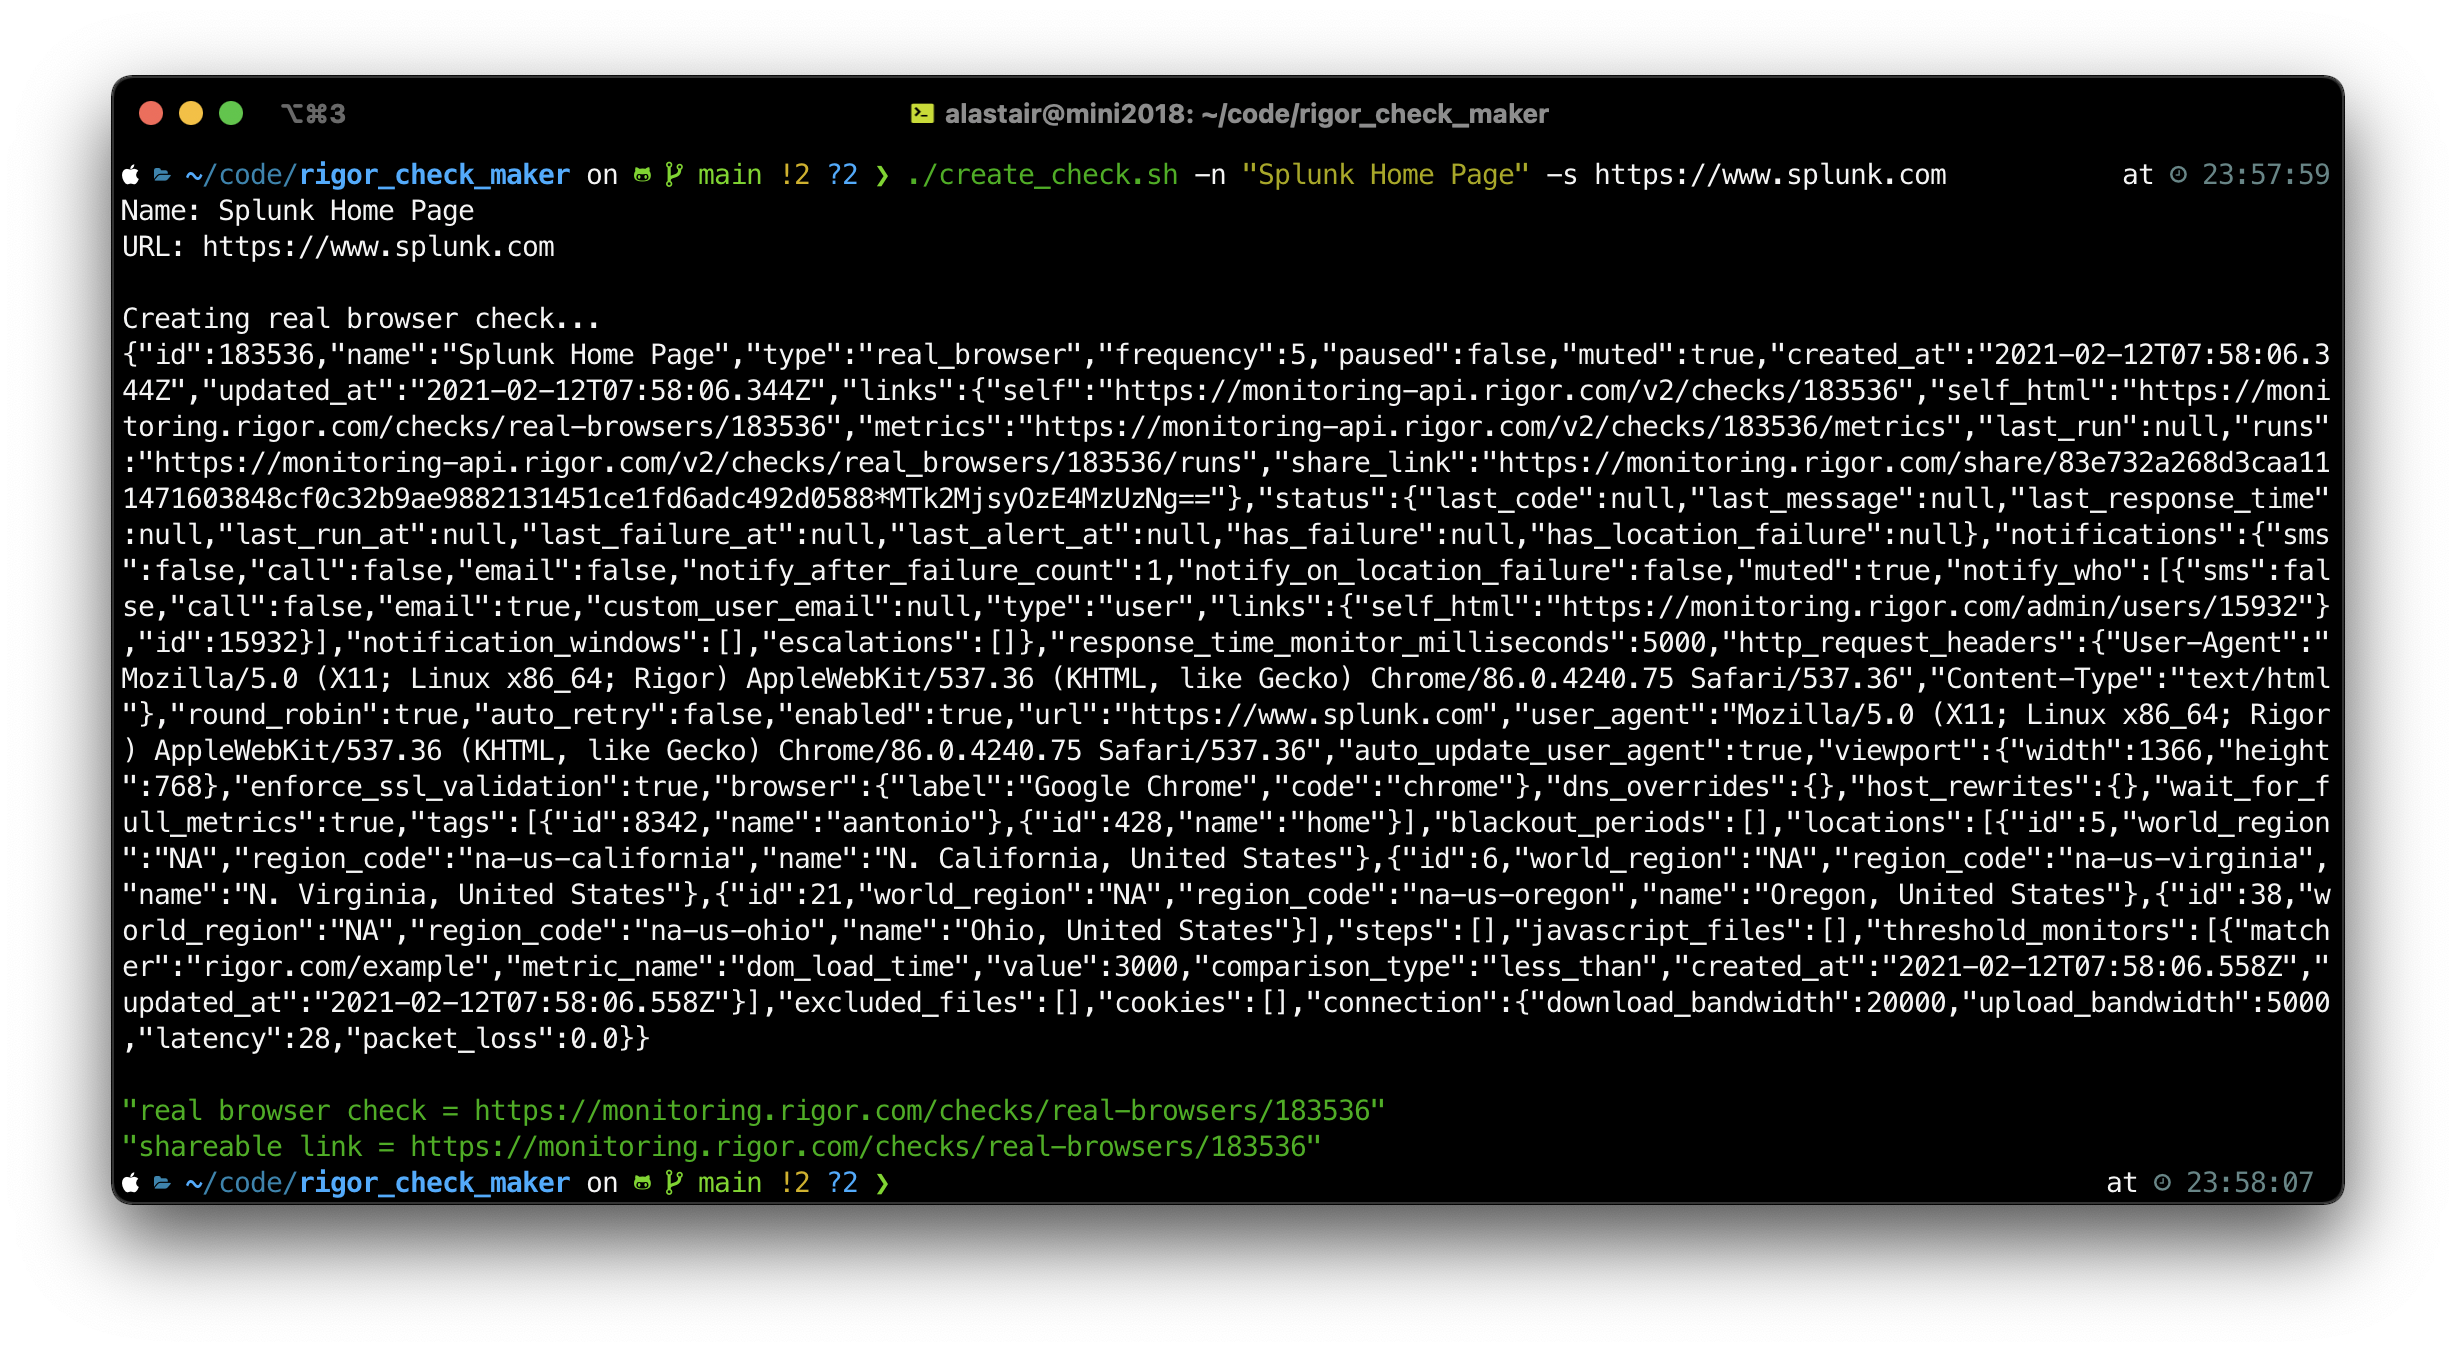 ⌥⌘3
alastair@mini2018: ~/code/rigor_check_maker
~/code/rigor_check_maker on main !2 ?2 ❯ ./create_check.sh -n "Splunk Home Page" -s https://www.splunk.com at 23:57:59
Name: Splunk Home Page
URL: https://www.splunk.com
Creating real browser check...
{"id":183536,"name":"Splunk Home Page","type":"real_browser","frequency":5,"paused":false,"muted":true,"created_at":"2021-02-12T07:58:06.3
44Z","updated_at":"2021-02-12T07:58:06.344Z","links":{"self":"https://monitoring-api.rigor.com/v2/checks/183536","self_html":"https://moni
toring.rigor.com/checks/real-browsers/183536","metrics":"https://monitoring-api.rigor.com/v2/checks/183536/metrics","last_run":null,"runs"
:"https://monitoring-api.rigor.com/v2/checks/real_browsers/183536/runs","share_link":"https://monitoring.rigor.com/share/83e732a268d3caa11
1471603848cf0c32b9ae9882131451ce1fd6adc492d0588*MTk2MjsyOzE4MzUzNg=="},"status":{"last_code":null,"last_message":null,"last_response_time"
:null,"last_run_at":null,"last_failure_at":null,"last_alert_at":null,"has_failure":null,"has_location_failure":null},"notifications":{"sms
":false,"call":false,"email":false,"notify_after_failure_count":1,"notify_on_location_failure":false,"muted":true,"notify_who":[{"sms":fal
se,"call":false,"email":true,"custom_user_email":null,"type":"user","links":{"self_html":"https://monitoring.rigor.com/admin/users/15932"}
,"id":15932}],"notification_windows":[],"escalations":[]},"response_time_monitor_milliseconds":5000,"http_request_headers":{"User-Agent":"
Mozilla/5.0 (X11; Linux x86_64; Rigor) AppleWebKit/537.36 (KHTML, like Gecko) Chrome/86.0.4240.75 Safari/537.36","Content-Type":"text/html
"},"round_robin":true,"auto_retry":false,"enabled":true,"url":"https://www.splunk.com","user_agent":"Mozilla/5.0 (X11; Linux x86_64; Rigor
) AppleWebKit/537.36 (KHTML, like Gecko) Chrome/86.0.4240.75 Safari/537.36","auto_update_user_agent":true,"viewport":{"width":1366,"height
":768},"enforce_ssl_validation":true,"browser":{"label":"Google Chrome","code":"chrome"},"dns_overrides":{},"host_rewrites":{},"wait_for_f
ull_metrics":true,"tags":[{"id":8342,"name":"aantonio"},{"id":428,"name":"home"}],"blackout_periods":[],"locations":[{"id":5,"world_region
":"NA","region_code":"na-us-california","name":"N. California, United States"},{"id":6,"world_region":"NA","region_code":"na-us-virginia",
"name":"N. Virginia, United States"},{"id":21,"world_region":"NA","region_code":"na-us-oregon","name":"Oregon, United States"},{"id":38,"w
orld_region":"NA","region_code":"na-us-ohio","name":"Ohio, United States"}],"steps":[],"javascript_files":[],"threshold_monitors":[{"match
er":"rigor.com/example","metric_name":"dom_load_time","value":3000,"comparison_type":"less_than","created_at":"2021-02-12T07:58:06.558Z","
updated_at":"2021-02-12T07:58:06.558Z"}],"excluded_files":[],"cookies":[],"connection":{"download_bandwidth":20000,"upload_bandwidth":5000
,"latency":28,"packet_loss":0.0}}
"real browser check = https://monitoring.rigor.com/checks/real-browsers/183536"
"shareable link = https://monitoring.rigor.com/checks/real-browsers/183536"
~/code/rigor_check_maker on main !2 ?2 ❯ at 23:58:07